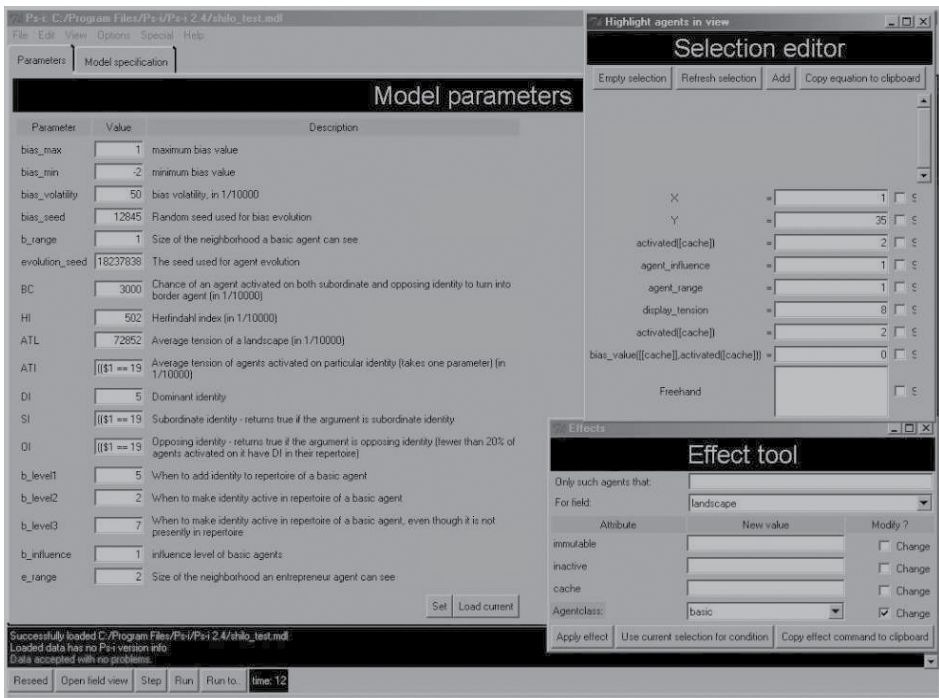 Ps-i: C:/Program Files/Ps-i/Ps-i 2.4/shilo_test.mdl
File Edit View Options Special Help
Parameters Model specification
Model parameters
Parameter Value Description
bias_max 1 maximum bias value
bias_min -2 minimum bias value
bias_volatility 50 bias volatility, in 1/10000
bias_seed 12845 Random seed used for bias evolution
b_range 1 Size of the neighborhood a basic agent can see
evolution_seed 18237838 The seed used for agent evolution
BC 3000 Chance of an agent activated on both subordinate and opposing identity to turn into
border agent (in 1/10000)
HI 502 Herfindahl index (in 1/10000)
ATL 72852 Average tension of a landscape (in 1/10000)
ATI (($1 == 19 Average tension of agents activated on particular identity (takes one parameter) (in
1/10000)
DI 5 Dominant identity
SI (($1 == 19 Subordinate identity - returns true if the argument is subordinate identity
OI (($1 == 19 Opposing identity - returns true if the argument is opposing identity (fewer than 20% of
agents activated on it have DI in their repertoire)
b_level1 5 When to add identity to repertoire of a basic agent
b_level2 2 When to make identity active in repertoire of a basic agent
b_level3 7 When to make identity active in repertoire of a basic agent, even though it is not
presently in repertoire
b_influence 1 influence level of basic agents
e_range 2 Size of the neighborhood an entrepreneur agent can see
Set Load current
Successfully loaded C:/Program Files/Ps-i/Ps-i 2.4/shilo_test.mdl
Loaded data has no Ps-i version info
Data accepted with no problems.
Reseed Open field view Step Run Run to.. time: 12
Highlight agents in view
Selection editor
Empty selection Refresh selection Add Copy equation to clipboard
X = 1 S
Y = 35 S
activated([cache]) = 2 S
agent_influence = 1 S
agent_range = 1 S
display_tension = 8 S
activated([cache]) = 2 S
bias_value([[cache]],activated([cache])) = 0 S
Freehand S
Effects
Effect tool
Only such agents that:
For field: landscape
Attribute New value Modify ?
immutable Change
inactive Change
cache Change
Agentclass: basic Change
Apply effect Use current selection for condition Copy effect command to clipboard